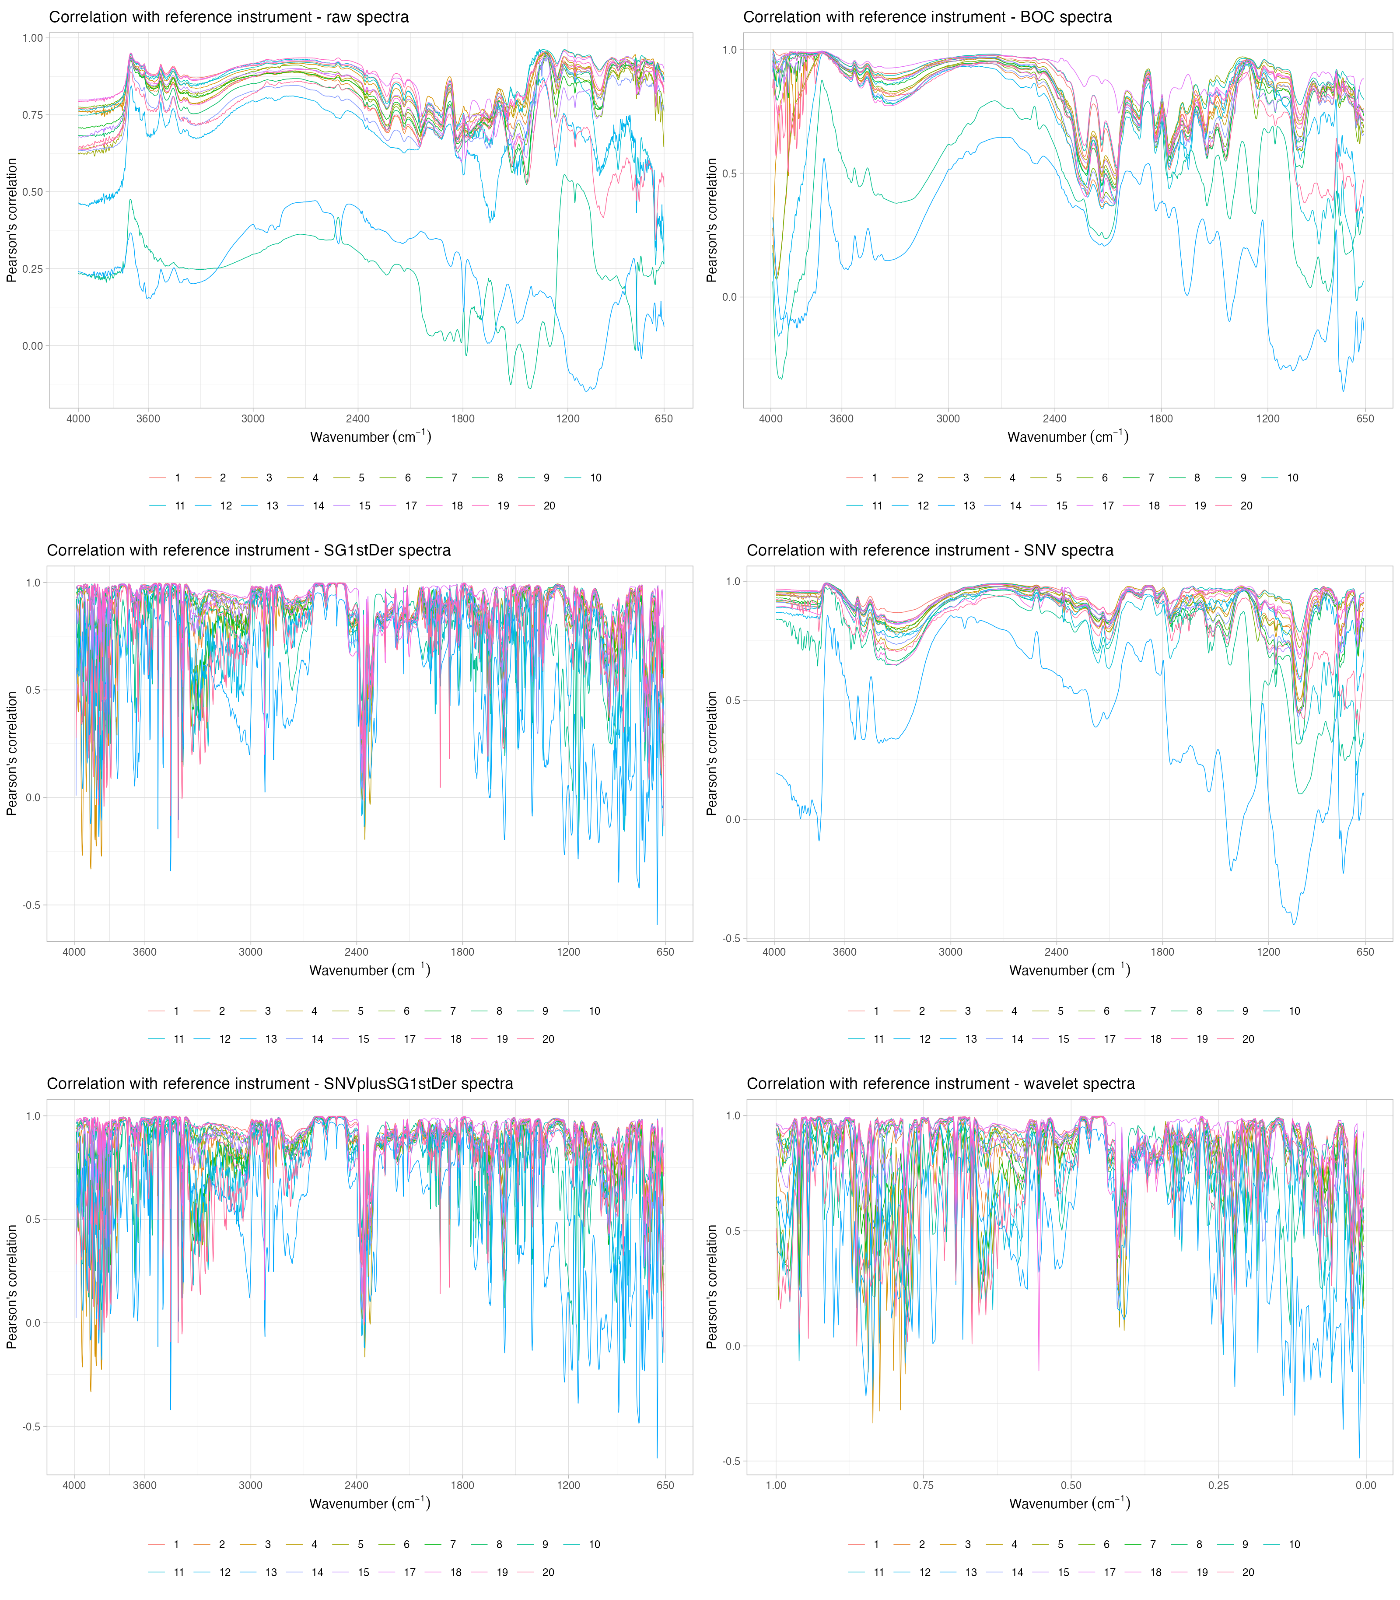 Correlation with reference instrument - raw spectra
Pearson's correlation
1.00
0.75
0.50
0.25
0.00
4000 3600 3000 2400 1800 1200 650
Wavenumber (cm⁻¹)
1 2 3 4 5 6 7 8 9 10
11 12 13 14 15 17 18 19 20
Correlation with reference instrument - BOC spectra
Pearson's correlation
1.0
0.5
0.0
4000 3600 3000 2400 1800 1200 650
Wavenumber (cm⁻¹)
1 2 3 4 5 6 7 8 9 10
11 12 13 14 15 17 18 19 20
Correlation with reference instrument - SG1stDer spectra
Pearson's correlation
1.0
0.5
0.0
-0.5
4000 3600 3000 2400 1800 1200 650
Wavenumber (cm⁻¹)
1 2 3 4 5 6 7 8 9 10
11 12 13 14 15 17 18 19 20
Correlation with reference instrument - SNV spectra
Pearson's correlation
1.0
0.5
0.0
-0.5
4000 3600 3000 2400 1800 1200 650
Wavenumber (cm⁻¹)
1 2 3 4 5 6 7 8 9 10
11 12 13 14 15 17 18 19 20
Correlation with reference instrument - SNVplusSG1stDer spectra
Pearson's correlation
1.0
0.5
0.0
-0.5
4000 3600 3000 2400 1800 1200 650
Wavenumber (cm⁻¹)
1 2 3 4 5 6 7 8 9 10
11 12 13 14 15 17 18 19 20
Correlation with reference instrument - wavelet spectra
Pearson's correlation
1.0
0.5
0.0
-0.5
1.00 0.75 0.50 0.25 0.00
Wavenumber (cm⁻¹)
1 2 3 4 5 6 7 8 9 10
11 12 13 14 15 17 18 19 20